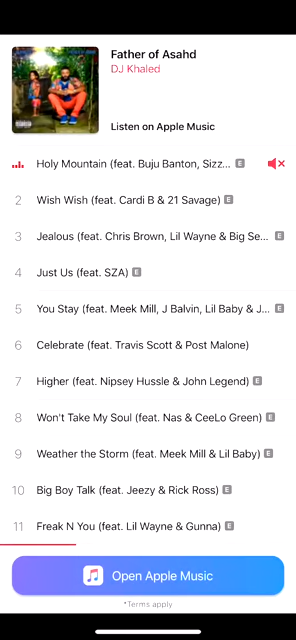 Father of Asahd
DJ Khaled
Listen on Apple Music
Holy Mountain (feat. Buju Banton, Sizz... E
2 Wish Wish (feat. Cardi B & 21 Savage) E
3 Jealous (feat. Chris Brown, Lil Wayne & Big Se... E
4 Just Us (feat. SZA) E
5 You Stay (feat. Meek Mill, J Balvin, Lil Baby & J... E
6 Celebrate (feat. Travis Scott & Post Malone)
7 Higher (feat. Nipsey Hussle & John Legend) E
8 Won't Take My Soul (feat. Nas & CeeLo Green) E
9 Weather the Storm (feat. Meek Mill & Lil Baby) E
10 Big Boy Talk (feat. Jeezy & Rick Ross) E
11 Freak N You (feat. Lil Wayne & Gunna) E
Open Apple Music
*Terms apply